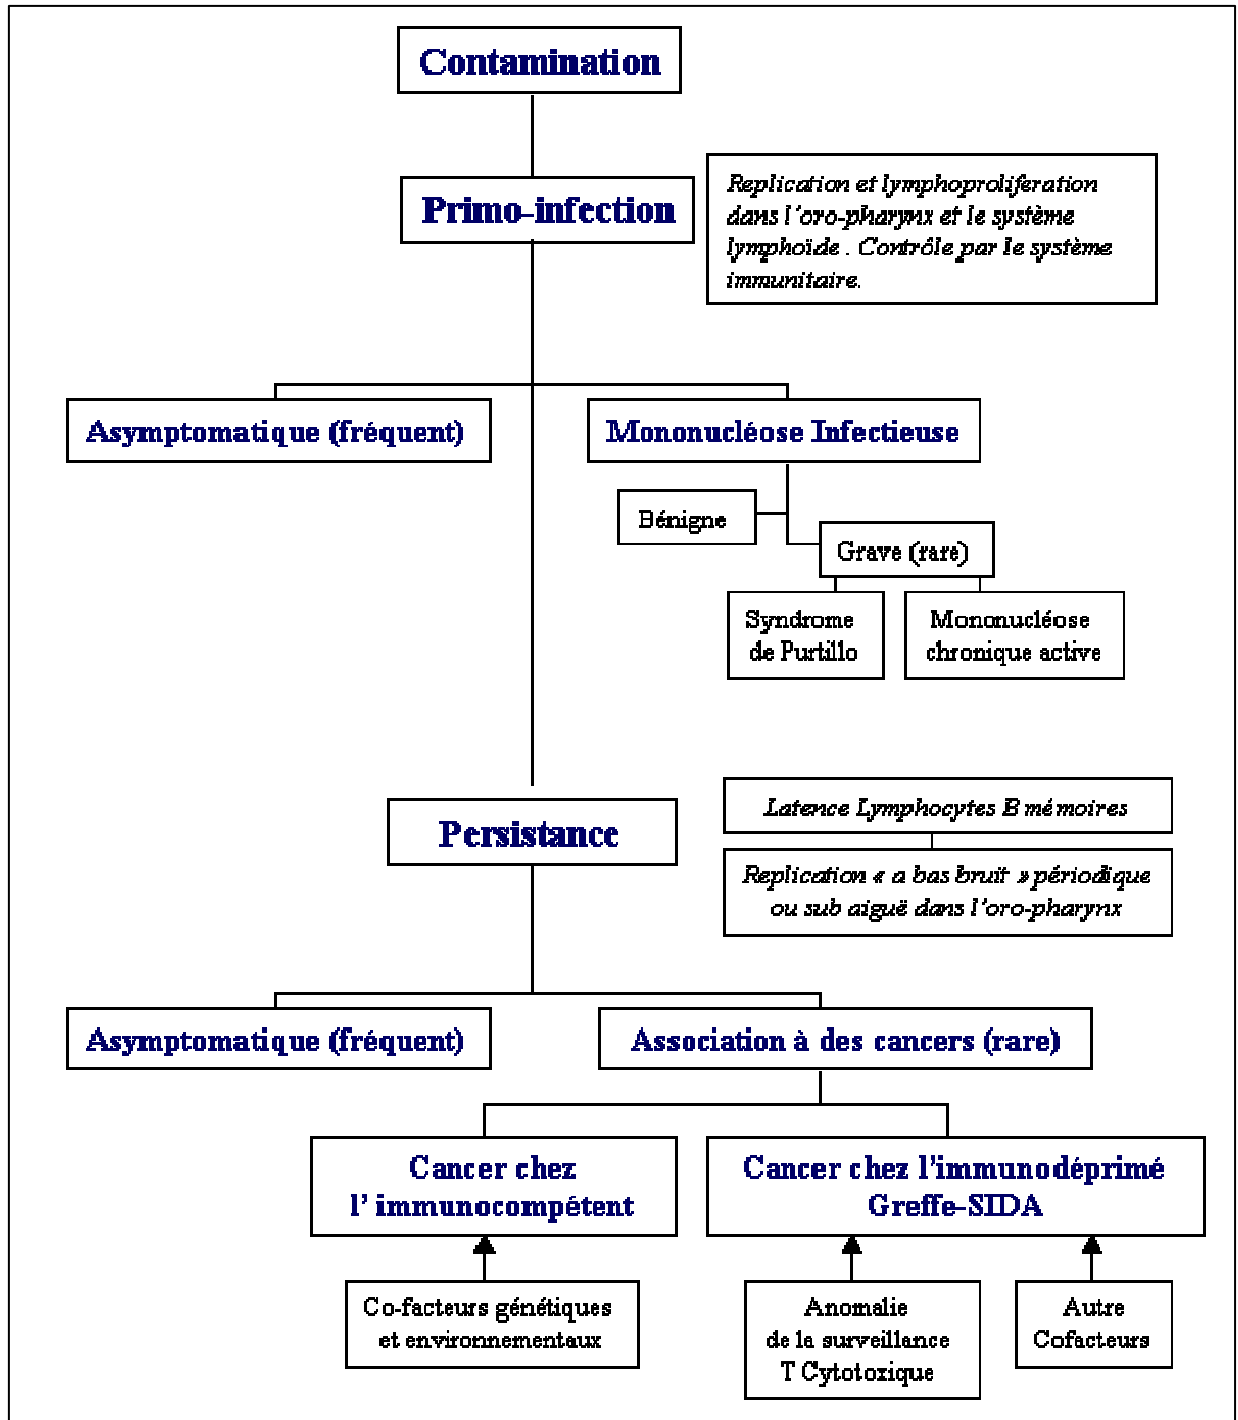 Contamination
Primo-infection
Replication et lymphoproliferation
dans l'oro-pharynx et le système
lymphoïde . Contrôle par le système
immunitaire.
Asymptomatique (fréquent)
Mononucléose Infectieuse
Bénigne
Grave (rare)
Syndrome
de Purtillo
Mononucléose
chronique active
Persistance
Latence Lymphocytes B mémoires
Replication « a bas bruit » périodique
ou sub aiguë dans l'oro-pharynx
Asymptomatique (fréquent)
Association à des cancers (rare)
Cancer chez
l' immunocompétent
Cancer chez l'immunodéprimé
Greffe-SIDA
Co-facteurs génétiques
et environnementaux
Anomalie
de la surveillance
T Cytotoxique
Autre
Cofacteurs